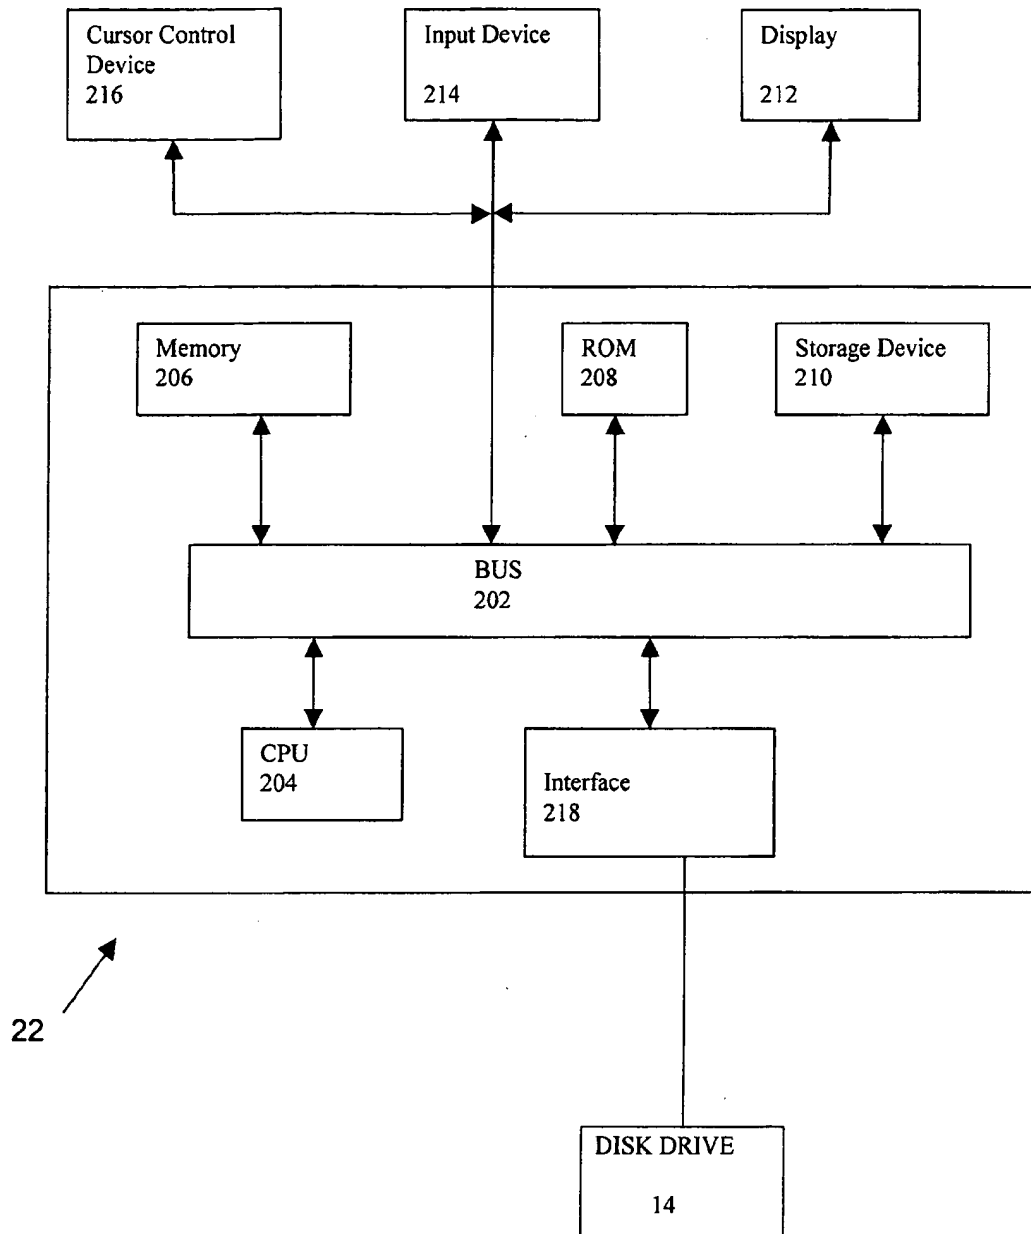 Cursor Control
Device
216
Input Device
214
Display
212
Memory
206
ROM
208
Storage Device
210
BUS
202
CPU
204
Interface
218
22
DISK DRIVE
14